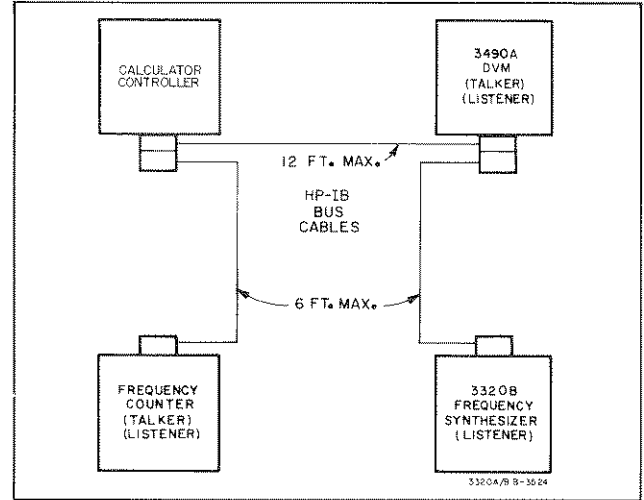 CALCULATOR
CONTROLLER
3490A
DVM
(TALKER)
(LISTENER)
12 FT. MAX.
HP-IB
BUS
CABLES
6 FT. MAX.
FREQUENCY
COUNTER
(TALKER)
(LISTENER)
3320B
FREQUENCY
SYNTHESIZER
(LISTENER)
3320A/B B-3524